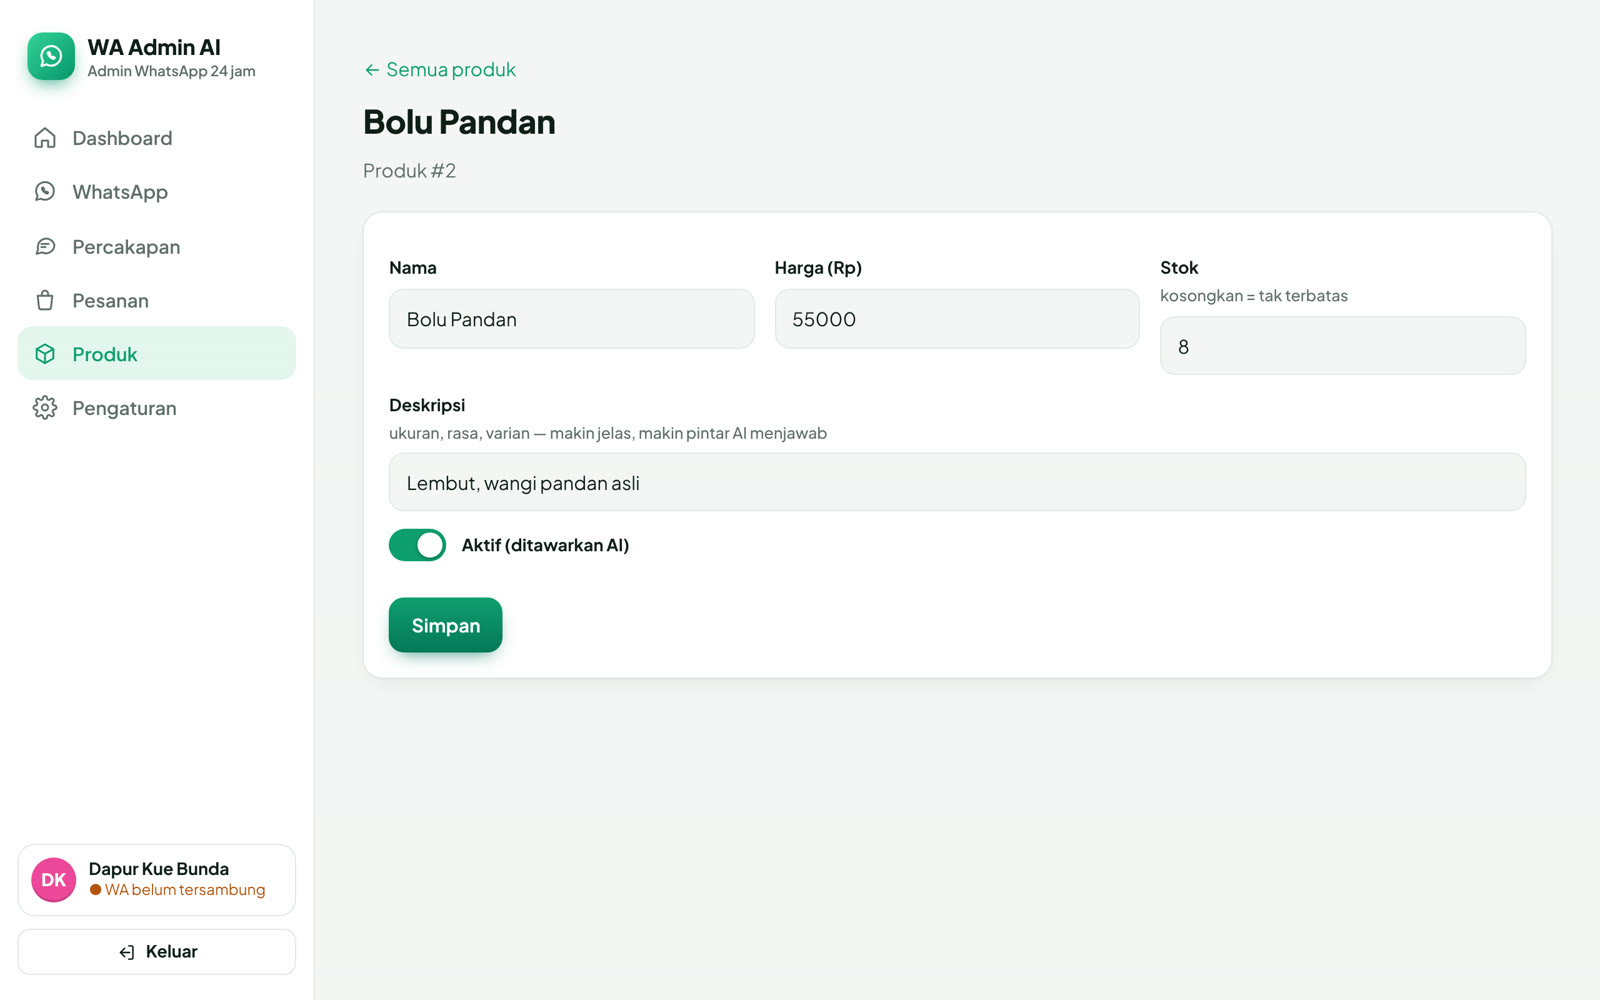 WA Admin AI
Admin WhatsApp 24 jam
Dashboard
WhatsApp
Percakapan
Pesanan
Produk
Pengaturan
DK
Dapur Kue Bunda
WA belum tersambung
Keluar
← Semua produk
Bolu Pandan
Produk #2
Nama
Bolu Pandan
Harga (Rp)
55000
Stok
kosongkan = tak terbatas
8
Deskripsi
ukuran, rasa, varian — makin jelas, makin pintar AI menjawab
Lembut, wangi pandan asli
Aktif (ditawarkan AI)
Simpan